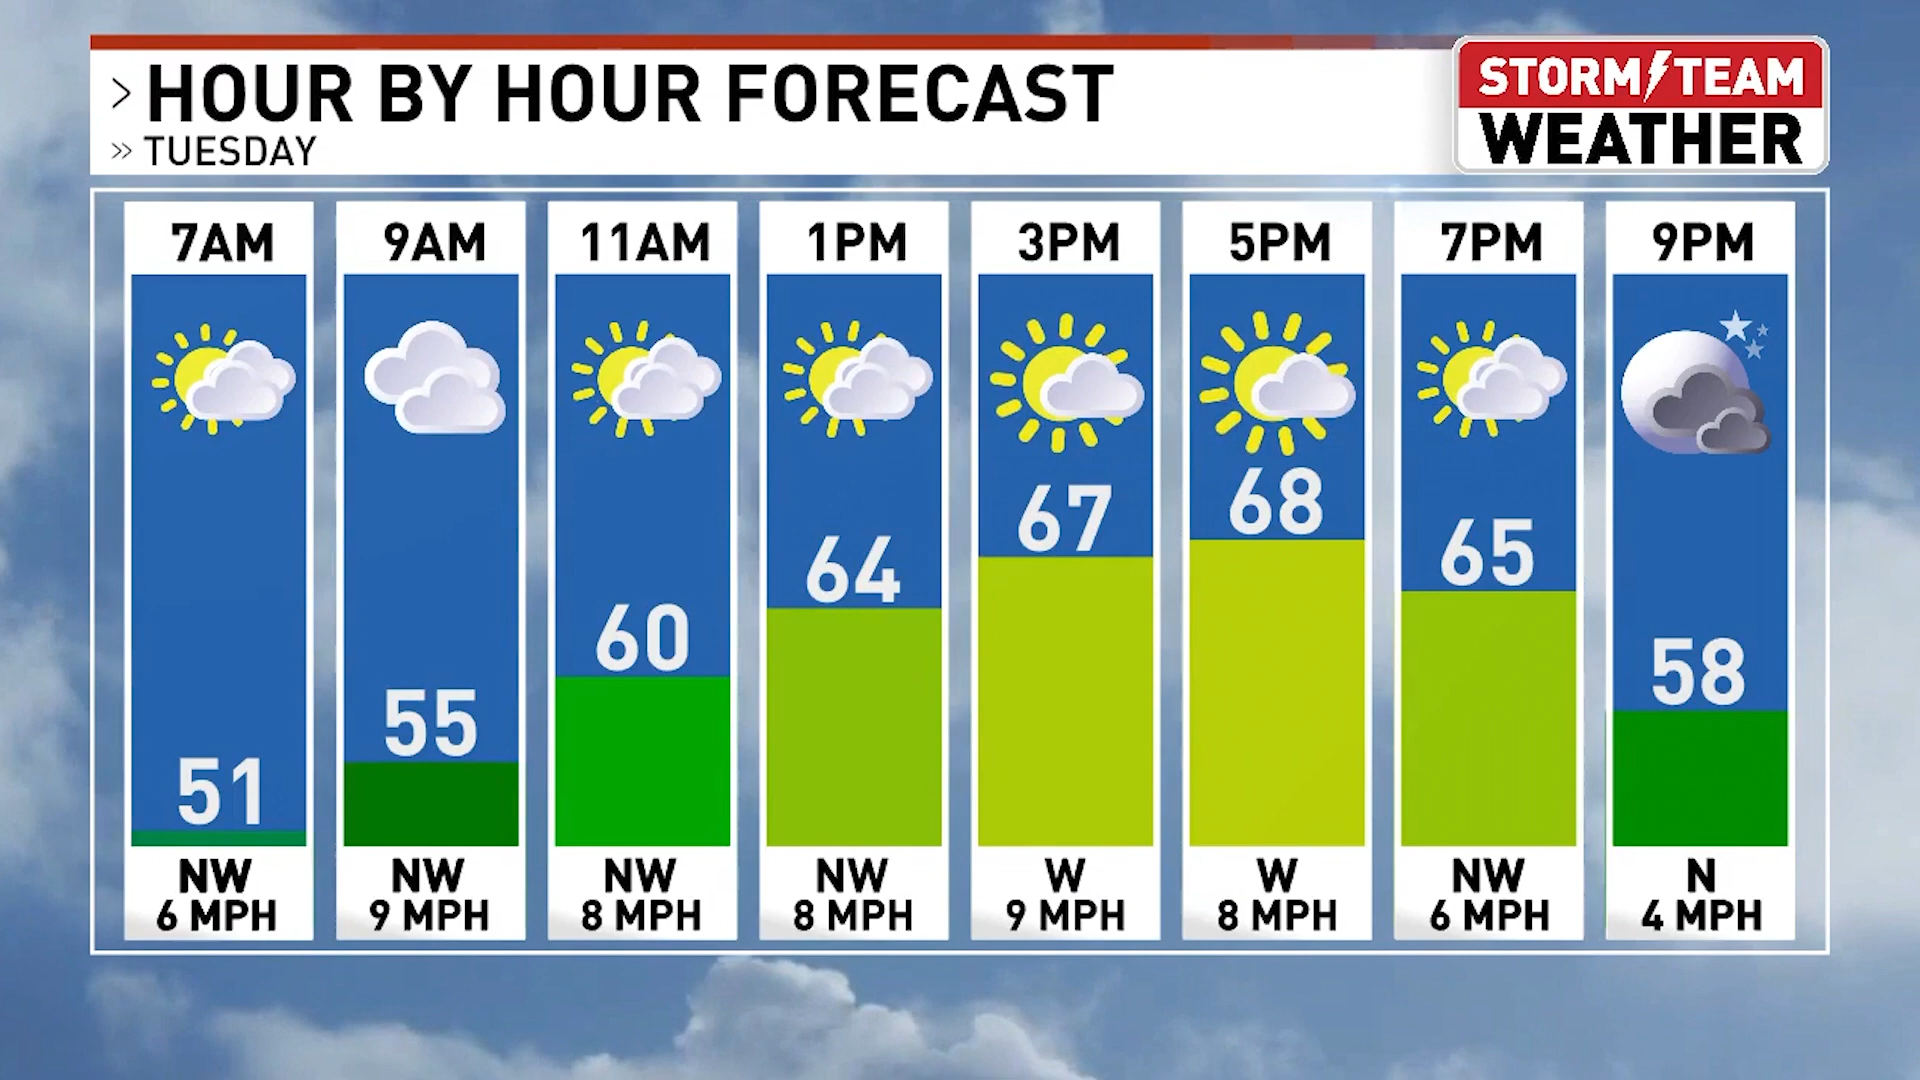 > HOUR BY HOUR FORECAST
>> TUESDAY
STORM TEAM
WEATHER
7AM 9AM 11AM 1PM 3PM 5PM 7PM 9PM
51 55 60 64 67 68 65 58
NW NW NW NW W W NW N
6 MPH 9 MPH 8 MPH 8 MPH 9 MPH 8 MPH 6 MPH 4 MPH